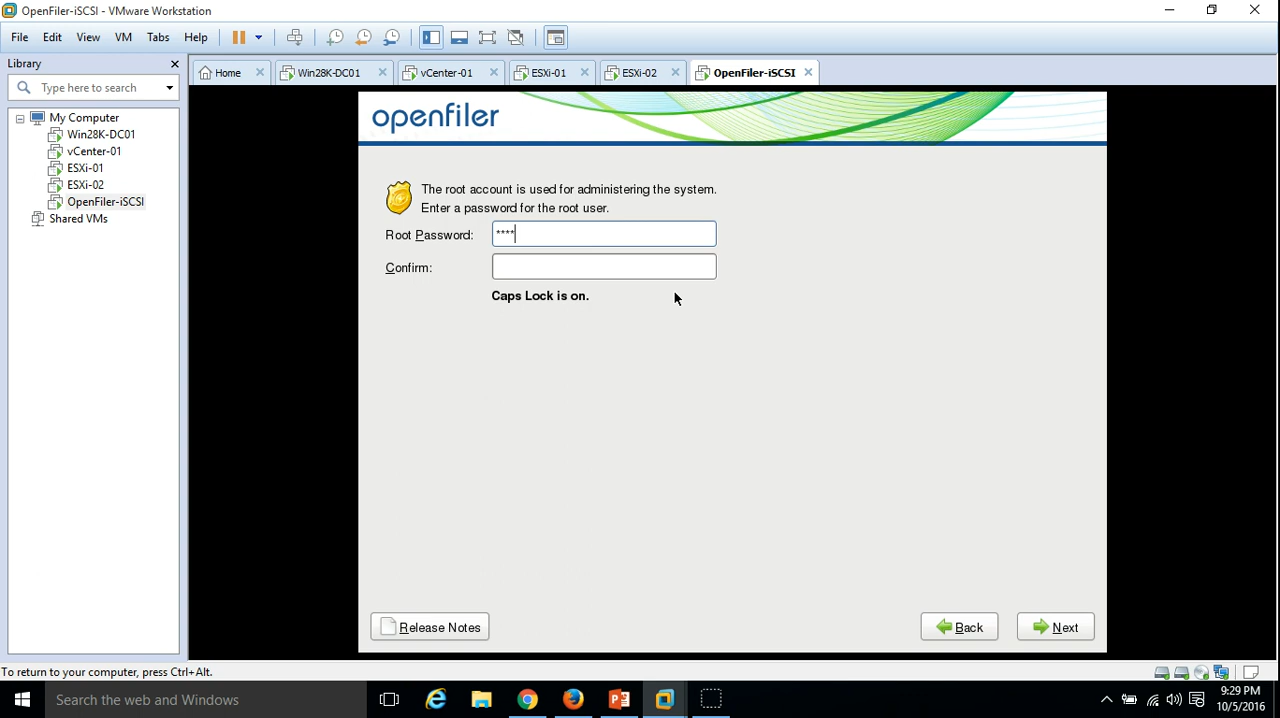 OpenFiler-iSCSI - VMware Workstation
File Edit View VM Tabs Help
Library
Type here to search
My Computer
Win28K-DC01
vCenter-01
ESXi-01
ESXi-02
OpenFiler-iSCSI
Shared VMs
Home Win28K-DC01 vCenter-01 ESXi-01 ESXi-02 OpenFiler-iSCSI
openfiler
The root account is used for administering the system.
Enter a password for the root user.
Root Password: ****
Confirm:
Caps Lock is on.
Release Notes Back Next
To return to your computer, press Ctrl+Alt.
Search the web and Windows
9:29 PM
10/5/2016